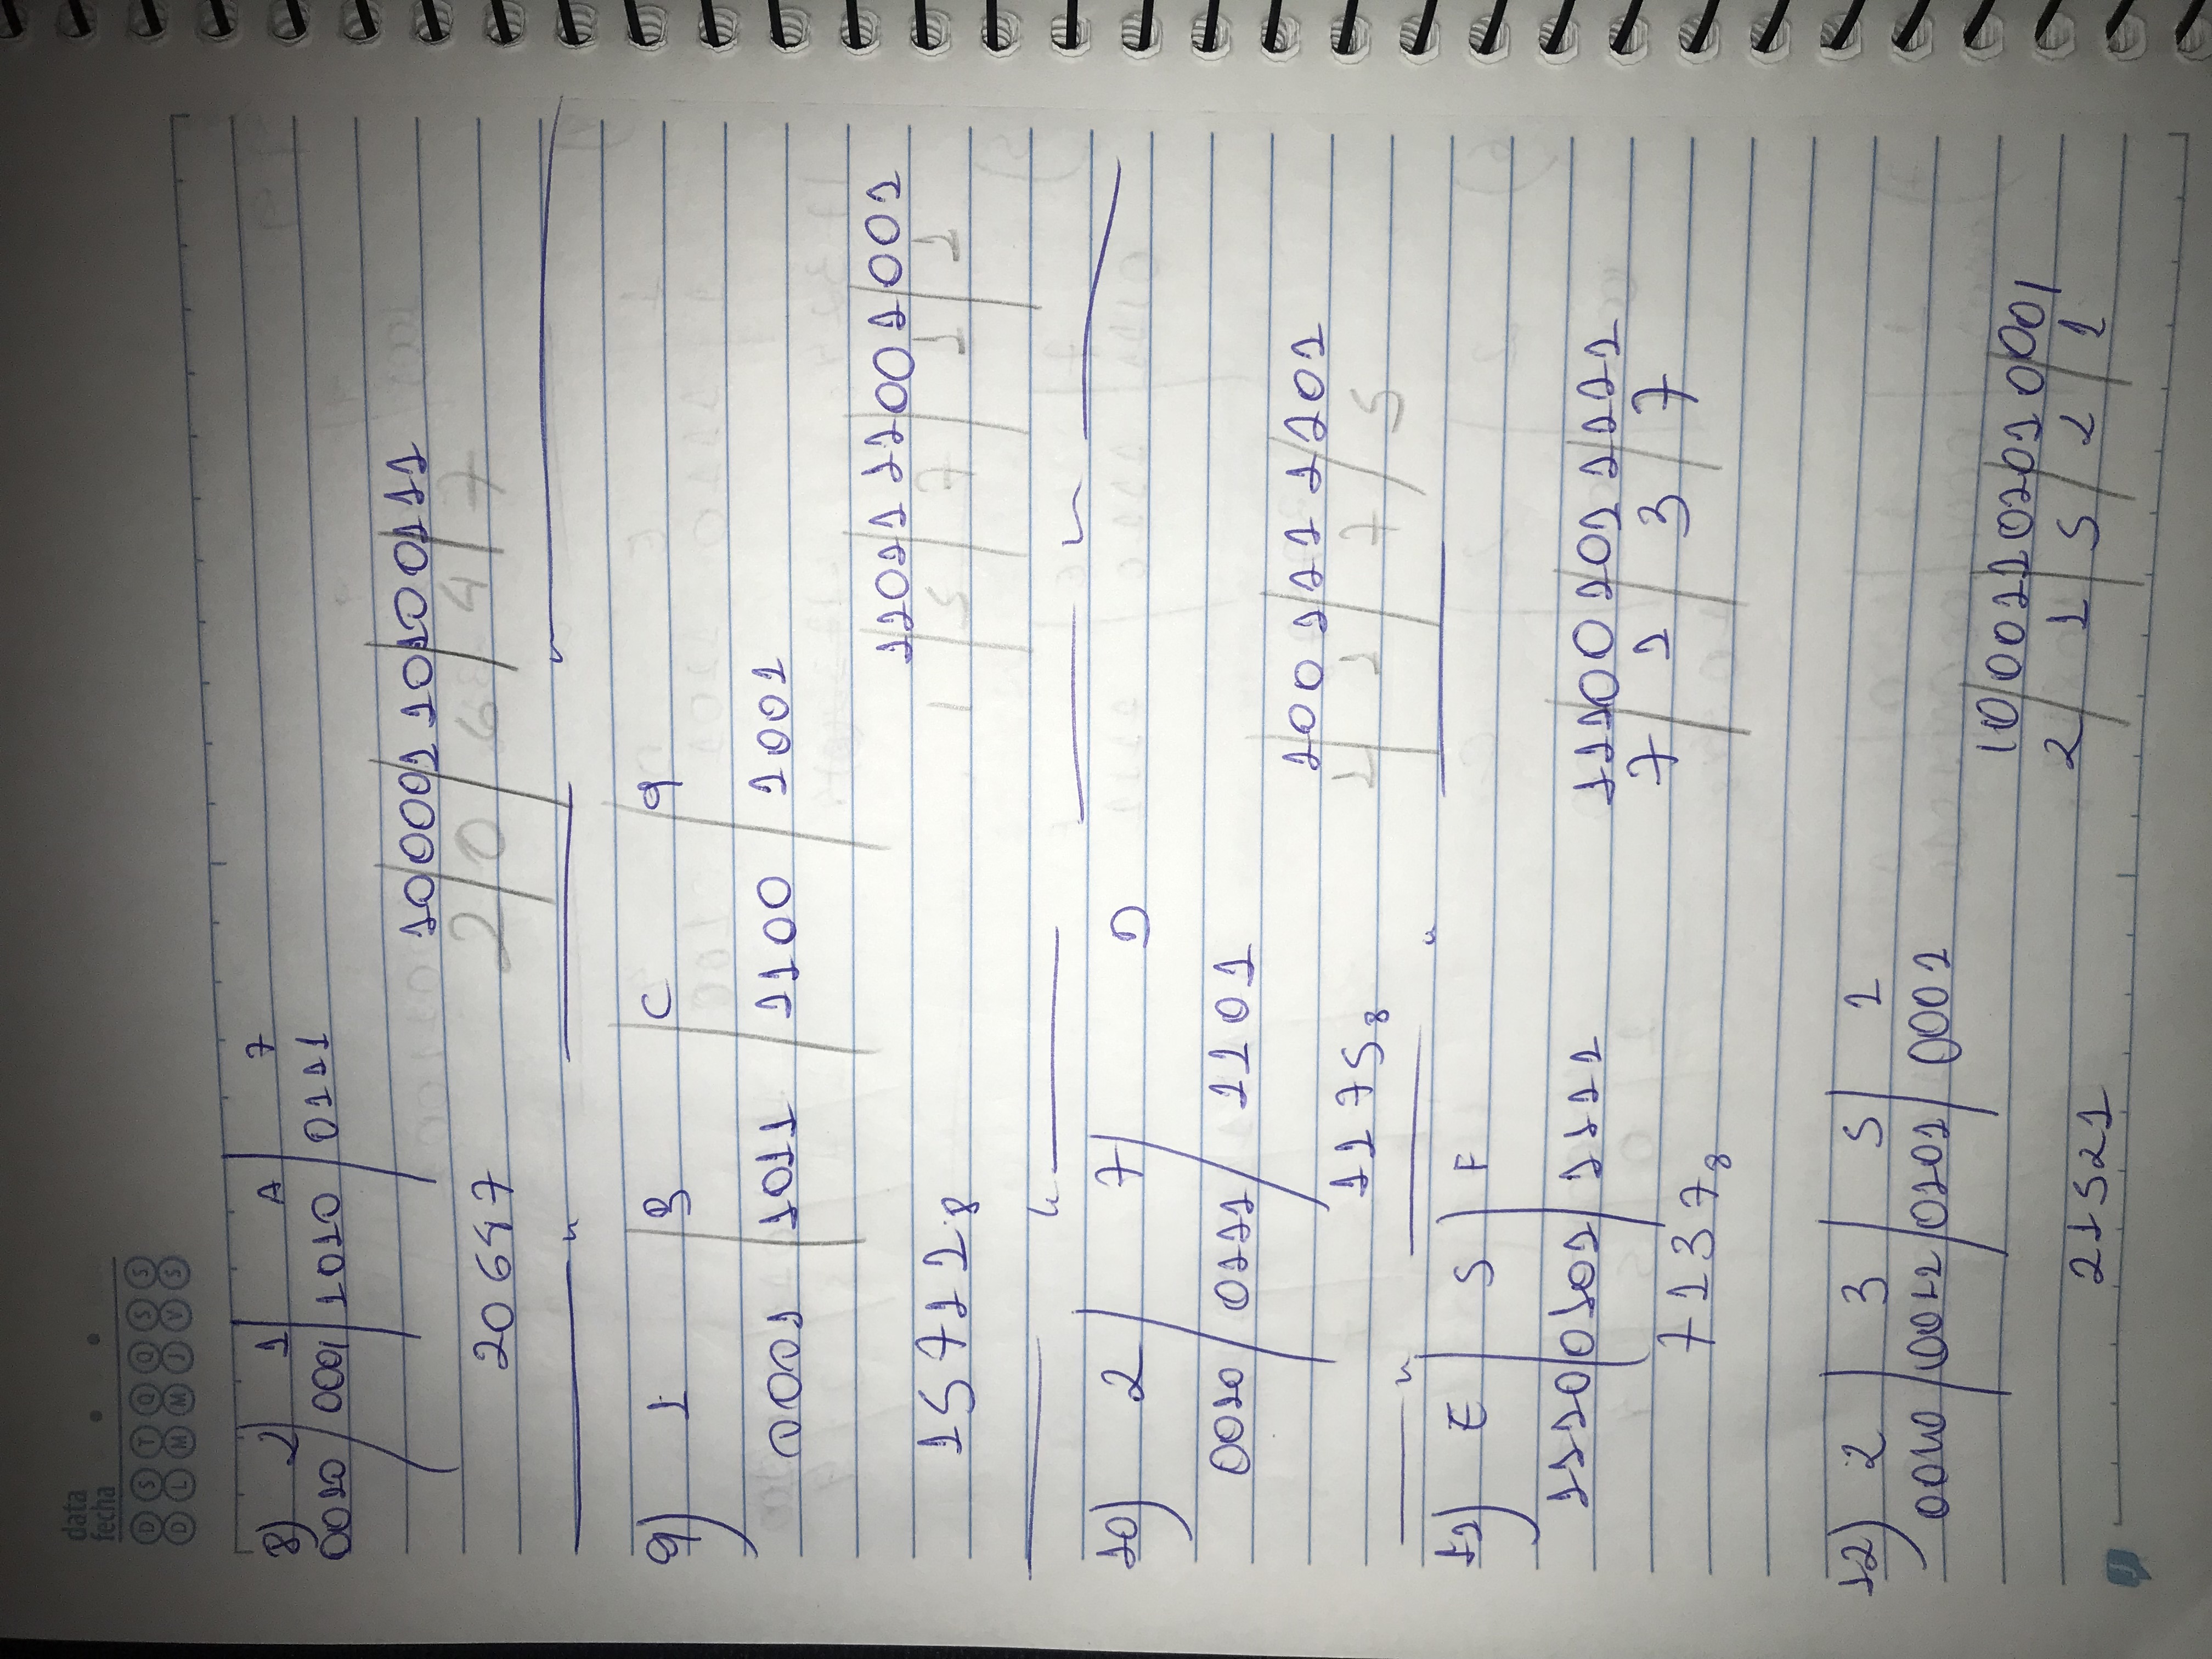 data
fecha
D S T Q Q S S
D L M M J V S
8) 2 1 A 7
0010 0001 1010 0111
10000110100111
2 0 6 4 7
20647
9) 1 B C 9
0001 1011 1100 1001
1101111001001
1 5 7 1 1
15711 8
10) 2 7 D
0010 0111 1101
1001111101
1 1 7 5
1175 8
11) E 5 F
1110 0101 1111
111001011111
7 1 3 7
7137 8
12) 2 3 5 1
0010 0011 0101 0001
10001101010001
2 1 5 2 1
21521